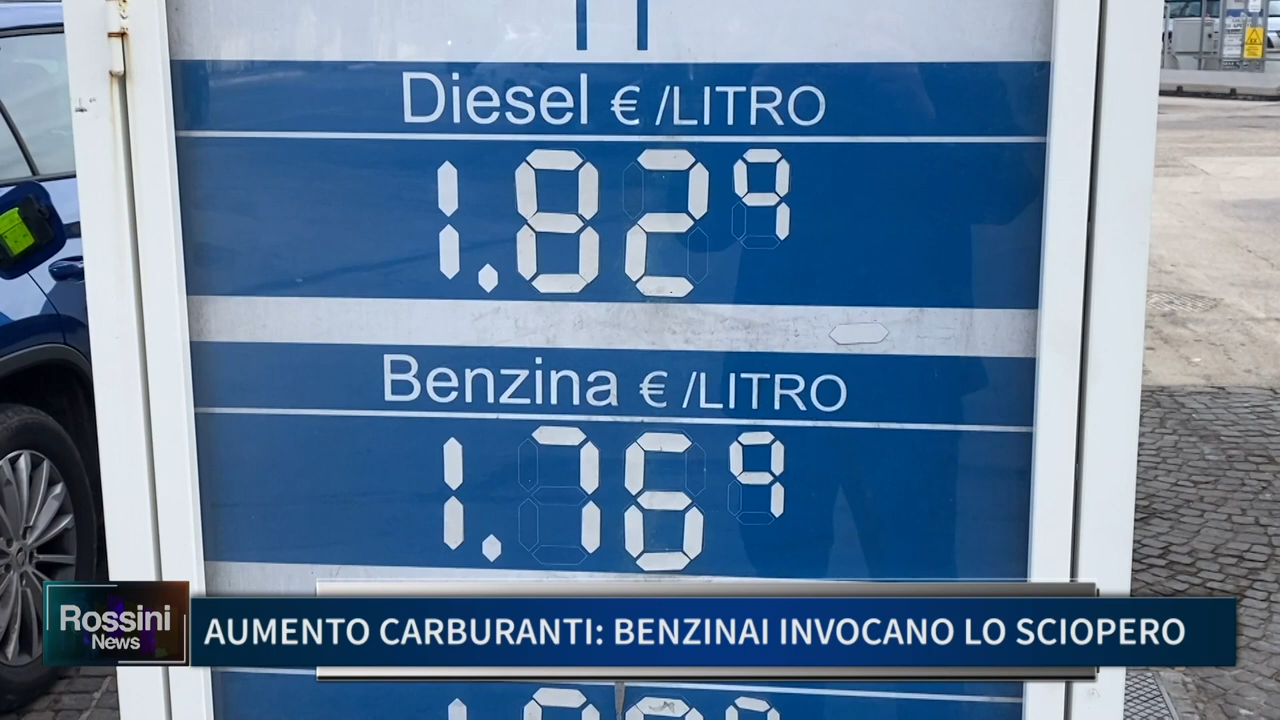 Diesel € /LITRO
1.829
Benzina € /LITRO
1.769
Rossini
News
AUMENTO CARBURANTI: BENZINAI INVOCANO LO SCIOPERO